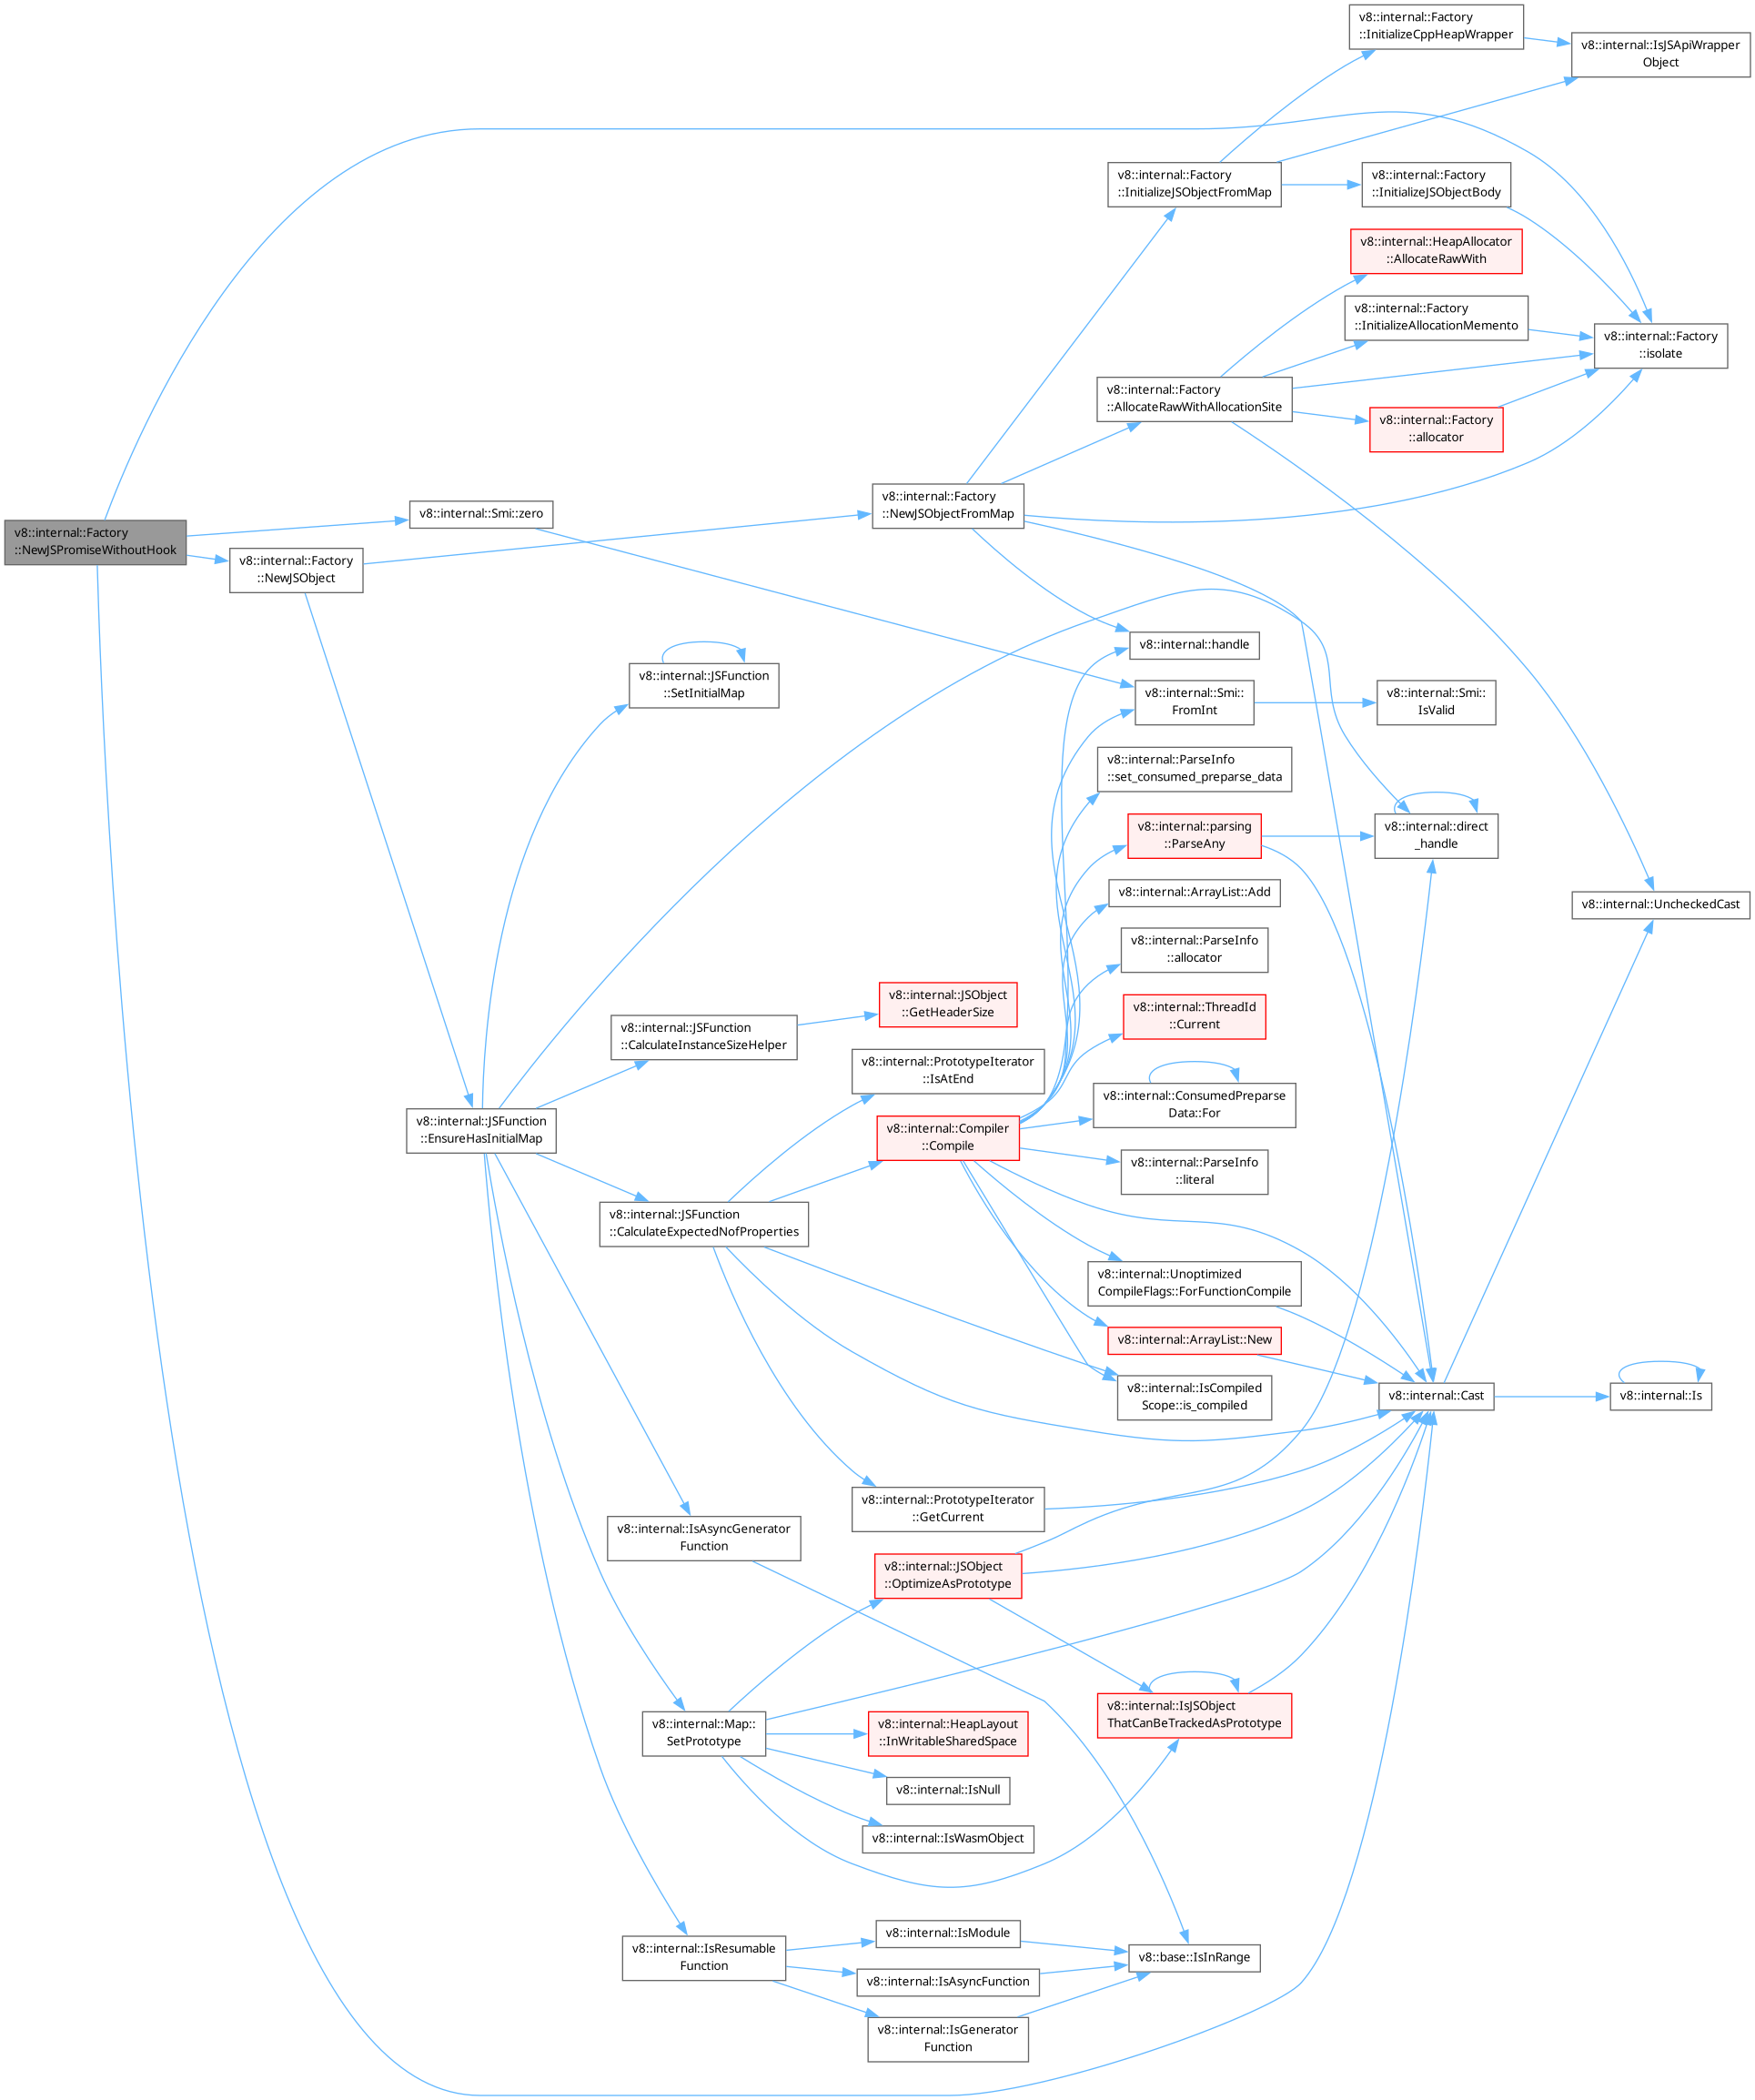 v8::internal::Factory
::InitializeCppHeapWrapper
v8::internal::IsJSApiWrapper
Object
v8::internal::Factory
::InitializeJSObjectFromMap
v8::internal::Factory
::InitializeJSObjectBody
v8::internal::HeapAllocator
::AllocateRawWith
v8::internal::Factory
::InitializeAllocationMemento
v8::internal::Factory
::isolate
v8::internal::Factory
::AllocateRawWithAllocationSite
v8::internal::Factory
::allocator
v8::internal::Factory
::NewJSObjectFromMap
v8::internal::Smi::zero
v8::internal::Factory
::NewJSPromiseWithoutHook
v8::internal::Factory
::NewJSObject
v8::internal::handle
v8::internal::JSFunction
::SetInitialMap
v8::internal::Smi::
FromInt
v8::internal::Smi::
IsValid
v8::internal::ParseInfo
::set_consumed_preparse_data
v8::internal::parsing
::ParseAny
v8::internal::direct
_handle
v8::internal::ArrayList::Add
v8::internal::UncheckedCast
v8::internal::ParseInfo
::allocator
v8::internal::JSObject
::GetHeaderSize
v8::internal::ThreadId
::Current
v8::internal::JSFunction
::CalculateInstanceSizeHelper
v8::internal::PrototypeIterator
::IsAtEnd
v8::internal::ConsumedPreparse
Data::For
v8::internal::JSFunction
::EnsureHasInitialMap
v8::internal::Compiler
::Compile
v8::internal::ParseInfo
::literal
v8::internal::JSFunction
::CalculateExpectedNofProperties
v8::internal::Unoptimized
CompileFlags::ForFunctionCompile
v8::internal::ArrayList::New
v8::internal::IsCompiled
Scope::is_compiled
v8::internal::Cast
v8::internal::Is
v8::internal::PrototypeIterator
::GetCurrent
v8::internal::IsAsyncGenerator
Function
v8::internal::JSObject
::OptimizeAsPrototype
v8::internal::IsJSObject
ThatCanBeTrackedAsPrototype
v8::internal::Map::
SetPrototype
v8::internal::HeapLayout
::InWritableSharedSpace
v8::internal::IsNull
v8::internal::IsWasmObject
v8::internal::IsModule
v8::internal::IsResumable
Function
v8::base::IsInRange
v8::internal::IsAsyncFunction
v8::internal::IsGenerator
Function